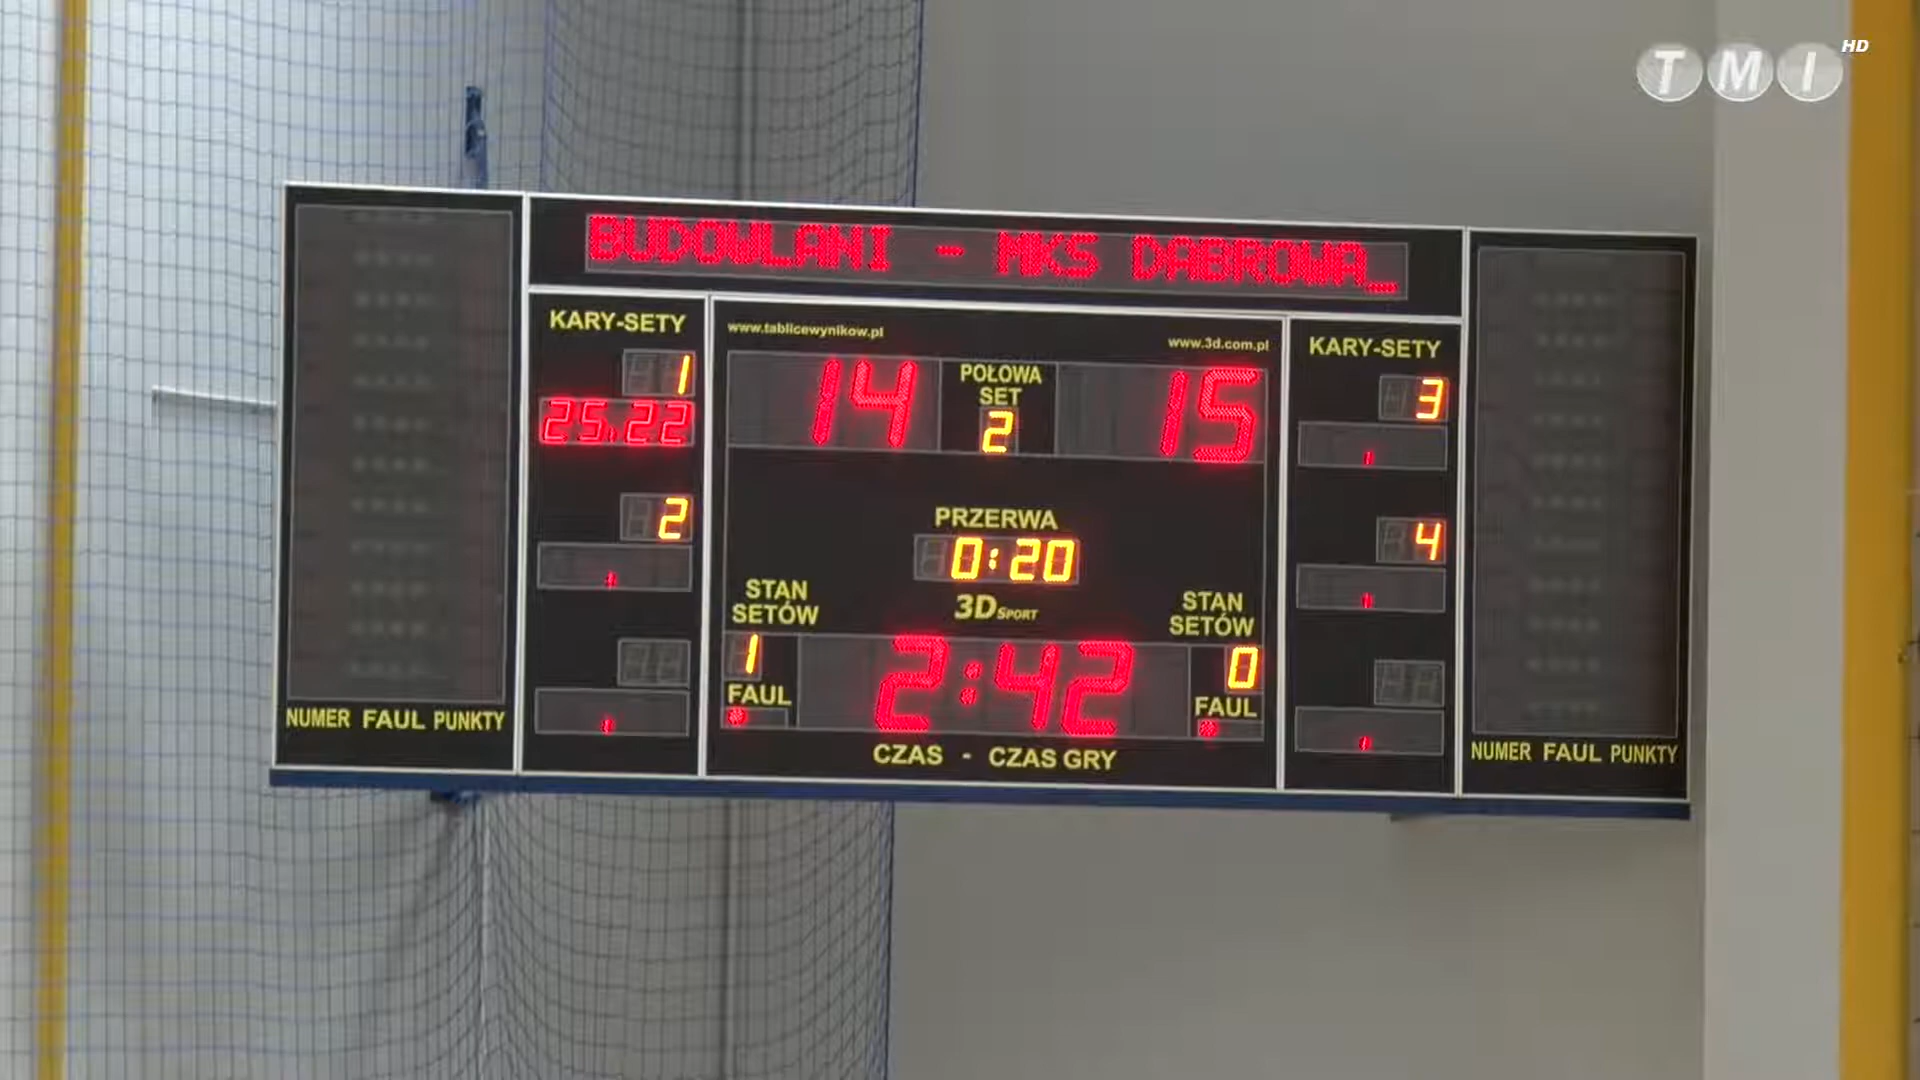 TMI HD
BUDOWLANI - MKS DABROWA_
KARY-SETY
1
25.22
2
www.tablicewynikow.pl
www.3d.com.pl
14
POŁOWA
SET
2
15
PRZERWA
0:20
3D SPORT
STAN
SETÓW
1
FAUL
2:42
STAN
SETÓW
0
FAUL
CZAS - CZAS GRY
KARY-SETY
3
4
NUMER FAUL PUNKTY
NUMER FAUL PUNKTY